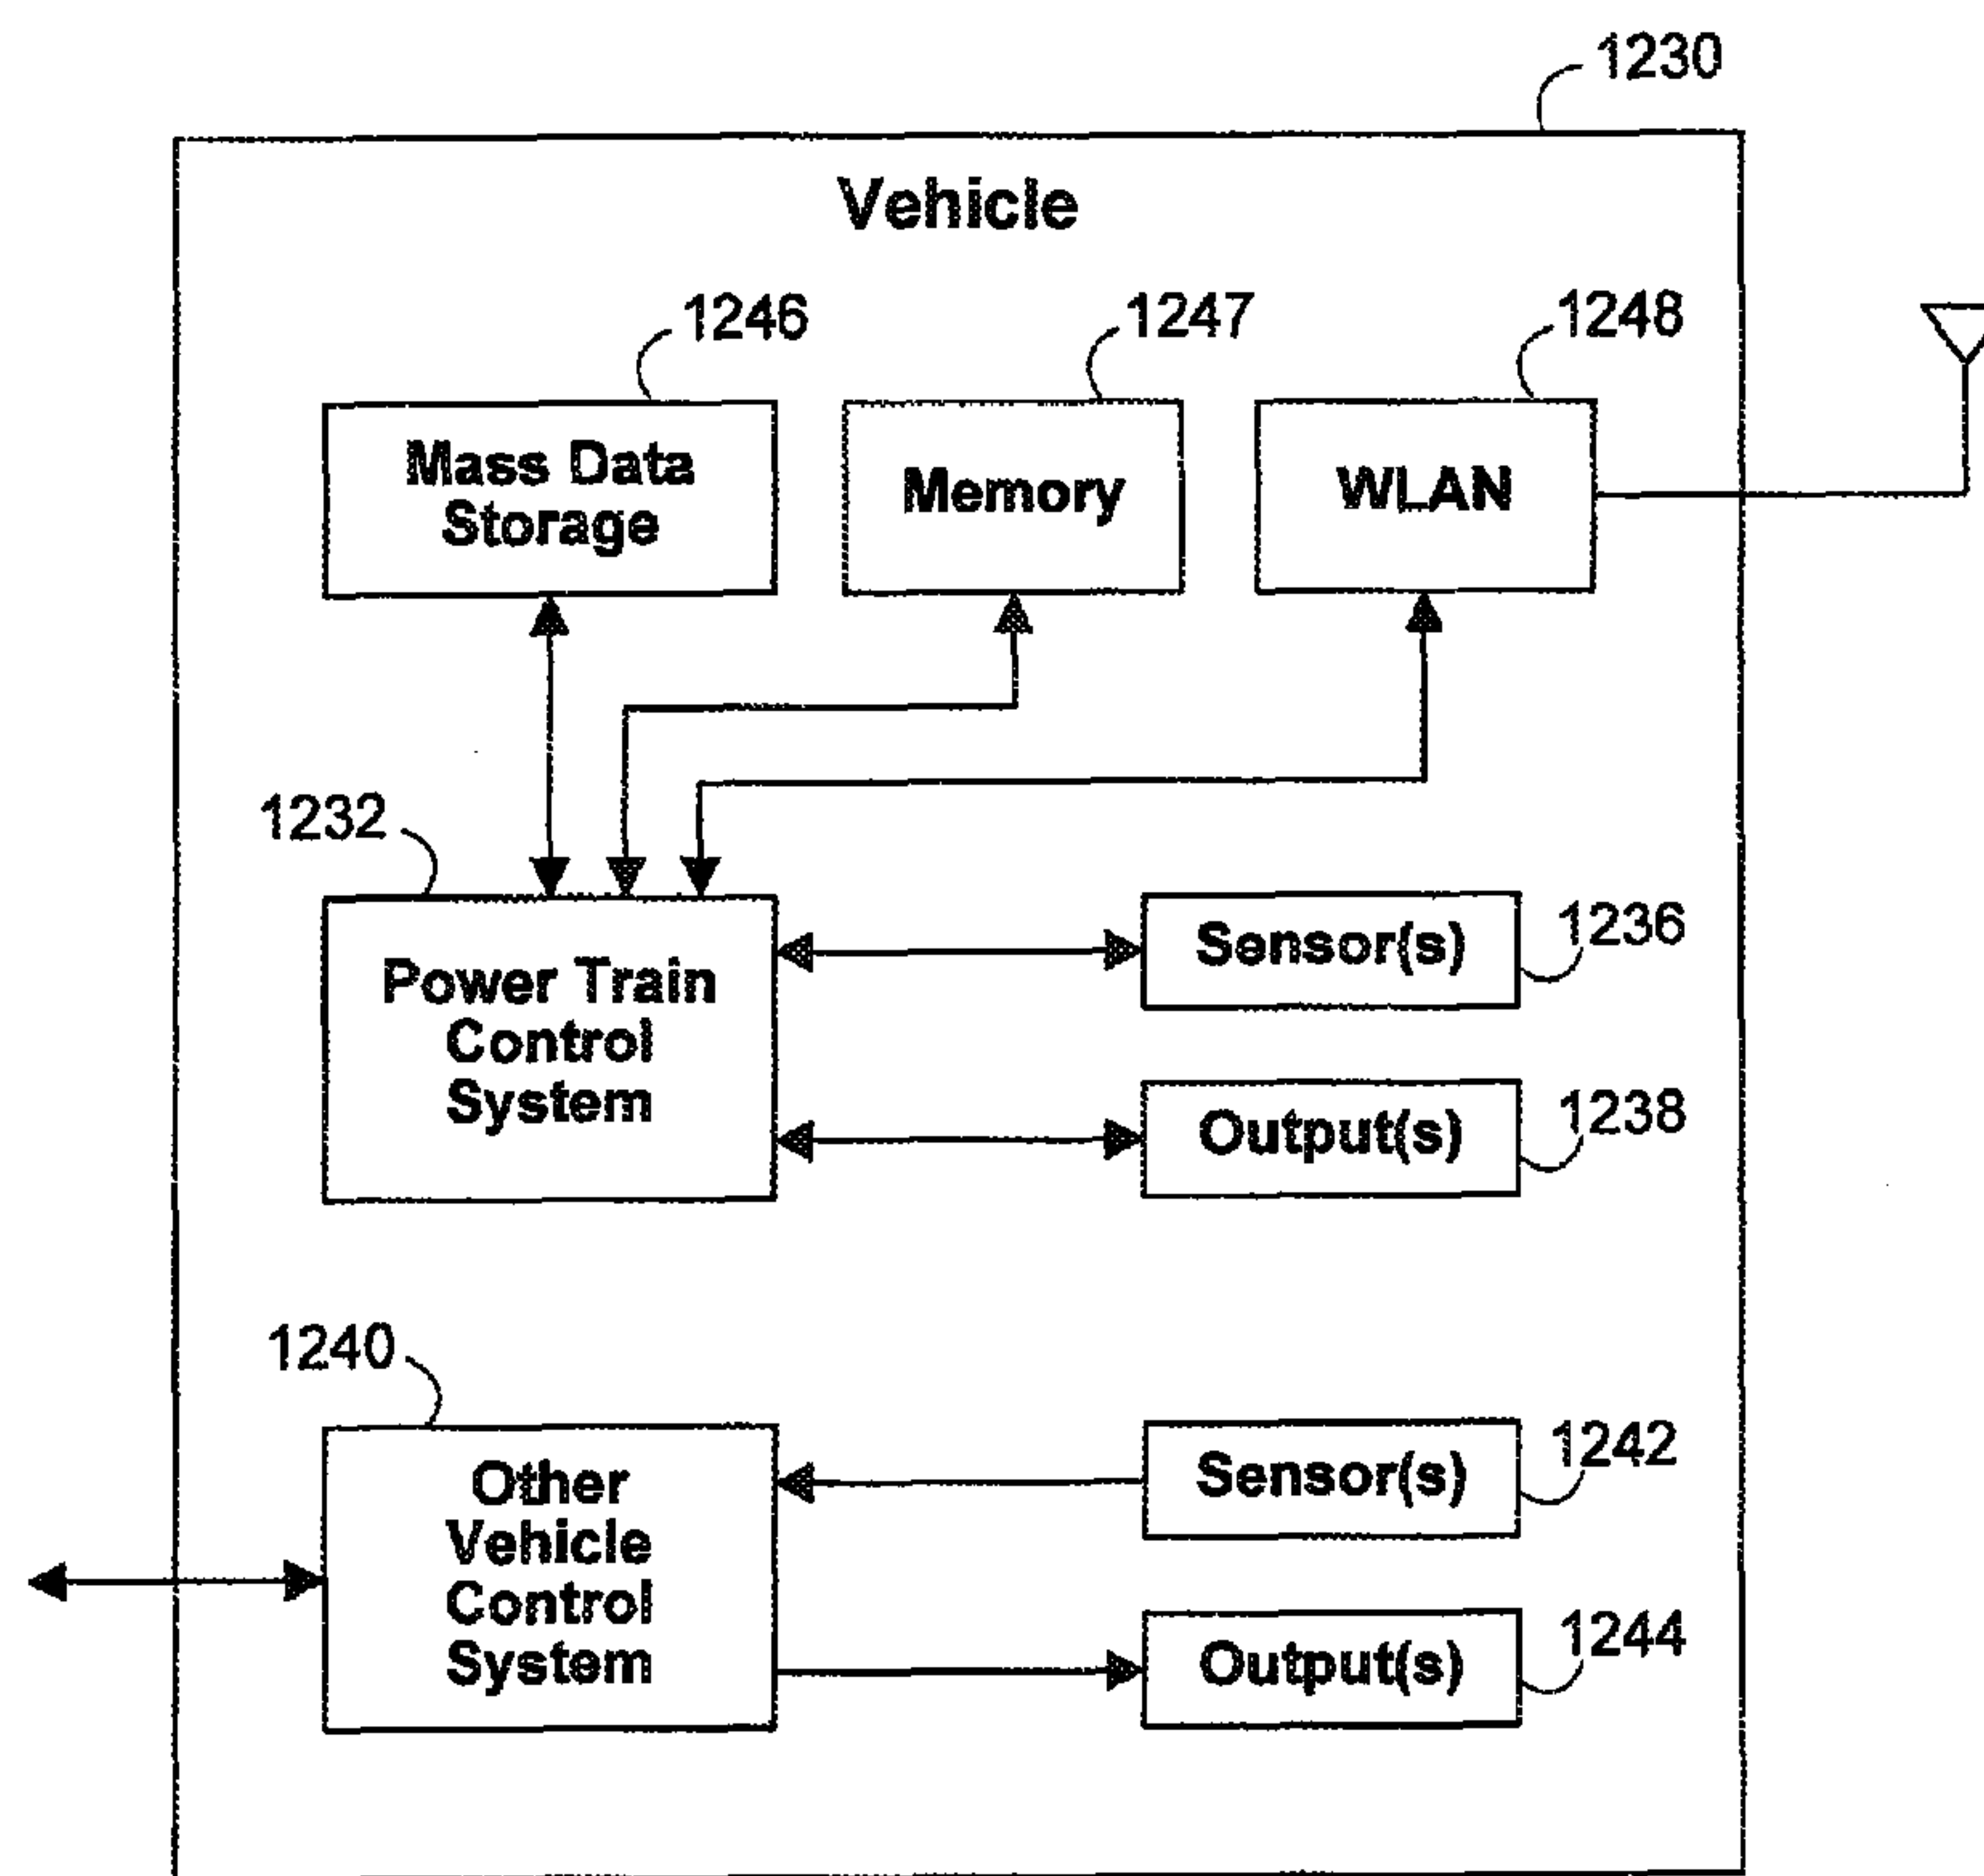 1230
Vehicle
1246
1247
1248
Mass Data
Storage
Memory
WLAN
1232
Power Train
Control
System
Sensor(s)
1236
Output(s)
1238
1240
Other
Vehicle
Control
System
Sensor(s)
1242
Output(s)
1244